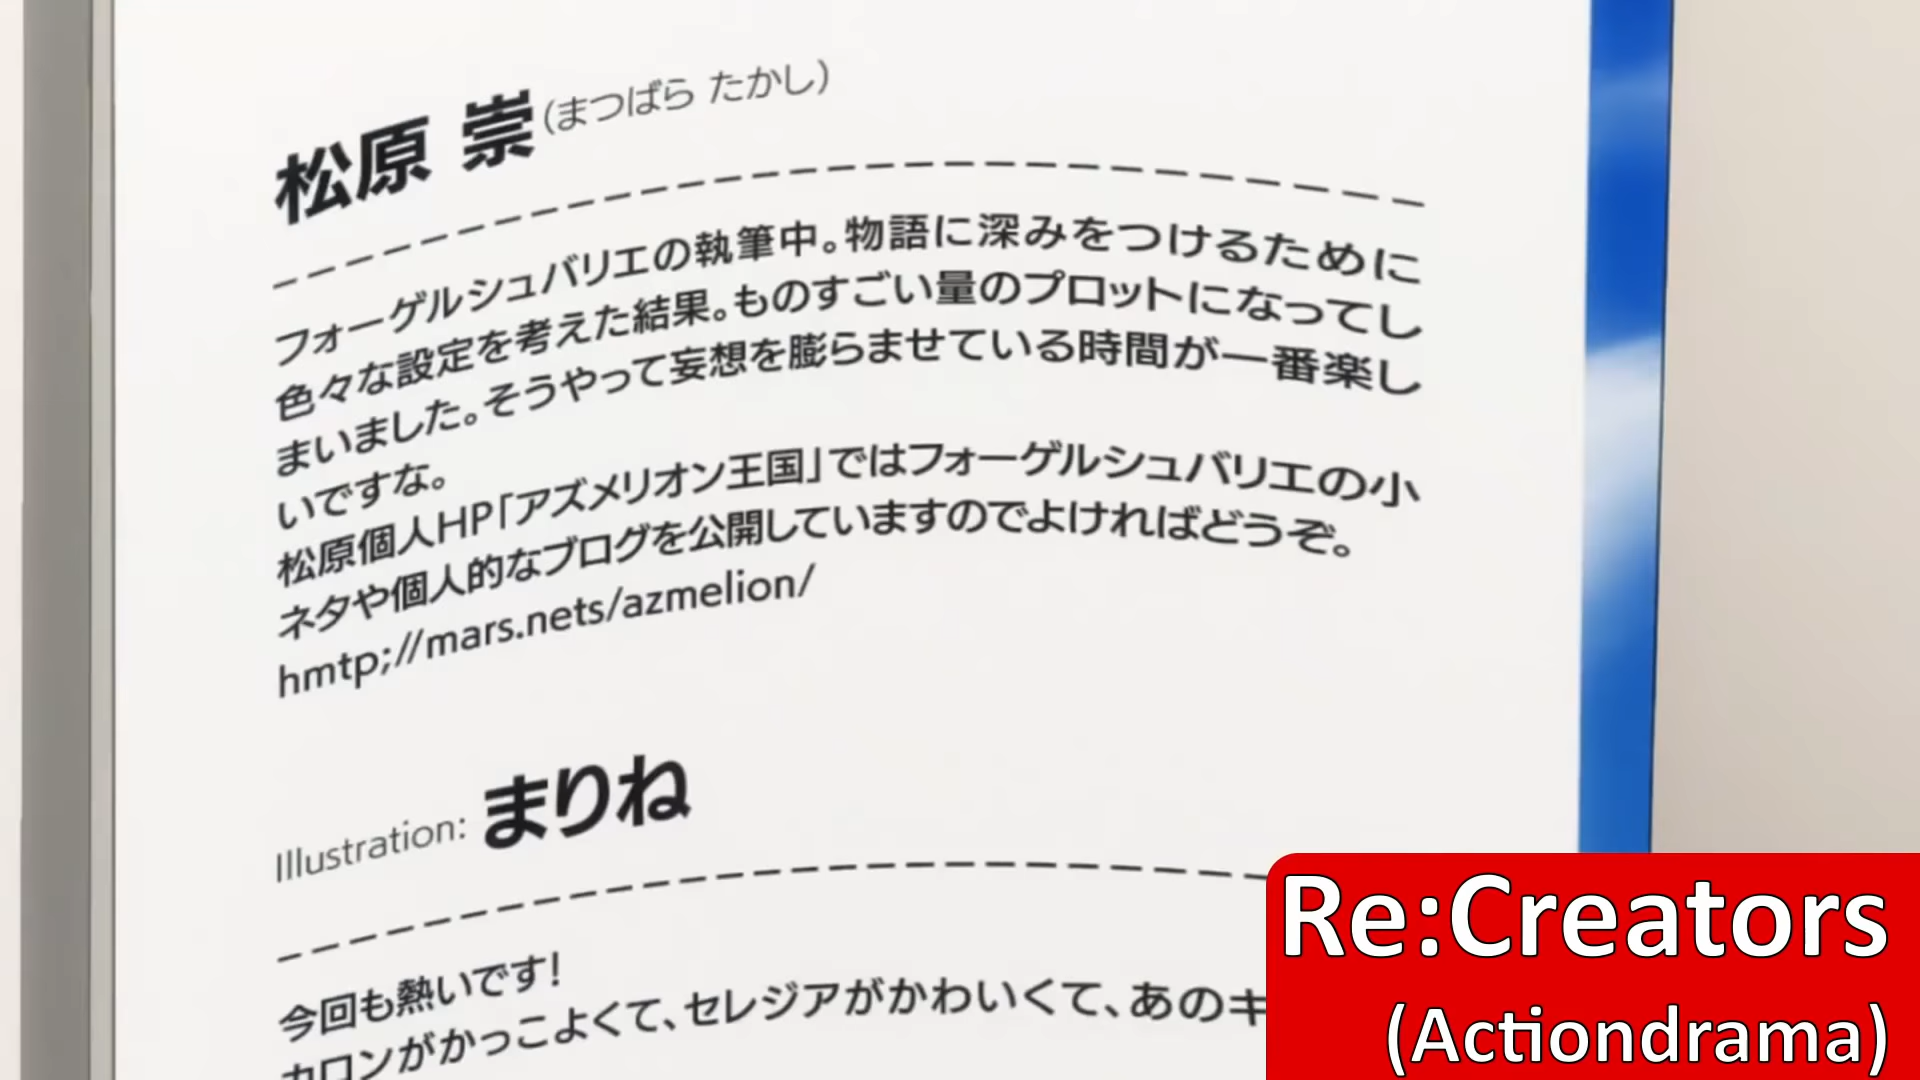 松原 崇(まつばら たかし)
フォーゲルシュバリエの執筆中。物語に深みをつけるために
色々な設定を考えた結果。ものすごい量のプロットになってし
まいました。そうやって妄想を膨らませている時間が一番楽し
いですな。
松原個人HP「アズメリオン王国」ではフォーゲルシュバリエの小
ネタや個人的なブログを公開していますのでよければどうぞ。
hmtp;//mars.nets/azmelion/
Illustration: まりね
今回も熱いです!
カロンがかっこよくて、セレジアがかわいくて、あのキ
Re:Creators
(Actiondrama)